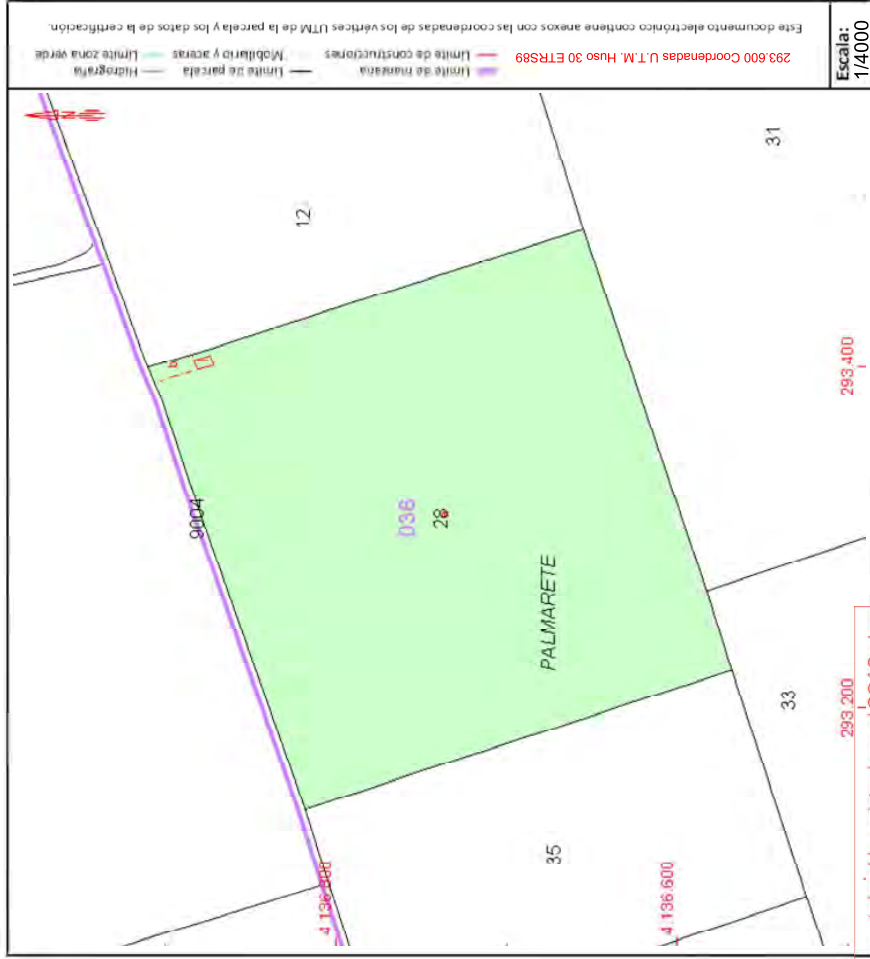 Este documento electrónico contiene anexos con las coordenadas de los vértices UTM de la parcela y los datos de la certificación.
293.600 Coordenadas U.T.M. Huso 30 ETRS89
Límite de manzana
Límite de construcciones
Límite de parcela
Mobiliario y aceras
Hidrografía
Límite zona verde
Escala:
1/4000
12
31
b
9004
036
28
PALMARETE
293.400
293.200
33
35
4.136.800
4.136.600